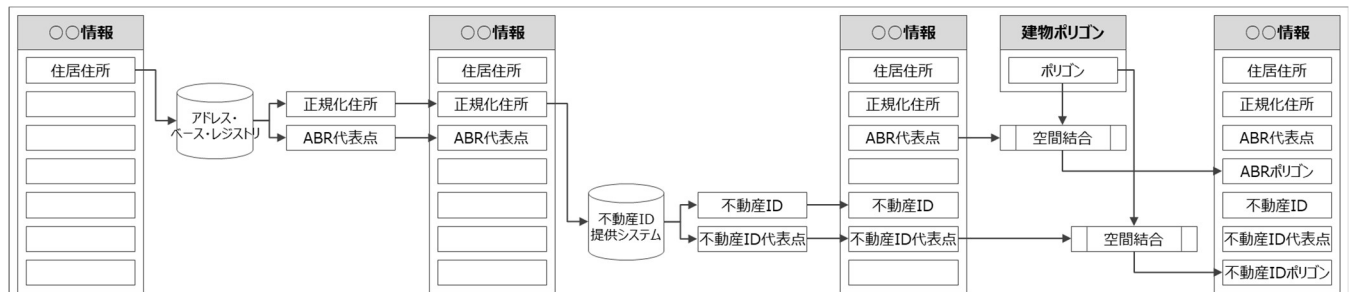 〇〇情報
住居住所
アドレス・
ベース・レジストリ
正規化住所
ABR代表点
〇〇情報
住居住所
正規化住所
ABR代表点
不動産ID
提供システム
不動産ID
不動産ID代表点
〇〇情報
住居住所
正規化住所
ABR代表点
不動産ID
不動産ID代表点
建物ポリゴン
ポリゴン
空間結合
空間結合
〇〇情報
住居住所
正規化住所
ABR代表点
ABRポリゴン
不動産ID
不動産ID代表点
不動産IDポリゴン